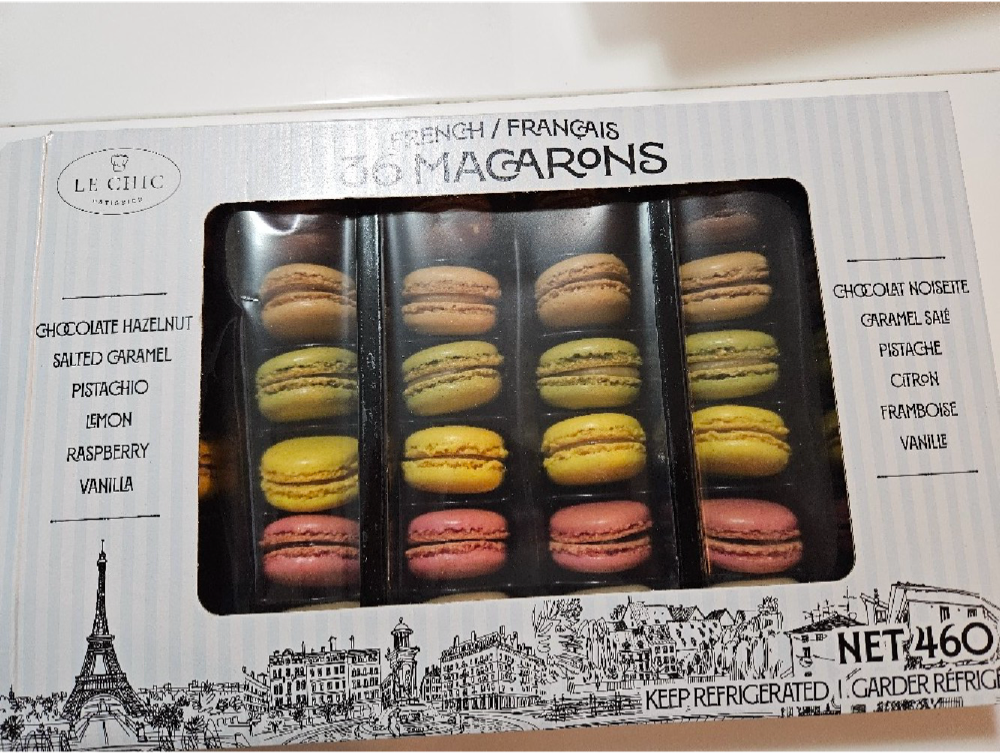 FRENCH / FRANÇAIS
36 MACARONS
LE CHIC
PATISSIER
CHOCOLATE HAZELNUT
SALTED CARAMEL
PISTACHIO
LEMON
RASPBERRY
VANILLA
CHOCOLAT NOISETTE
CARAMEL SALÉ
PISTACHE
CITRON
FRAMBOISE
VANILLE
NET 460
KEEP REFRIGERATED
GARDER RÉFRIGÉ